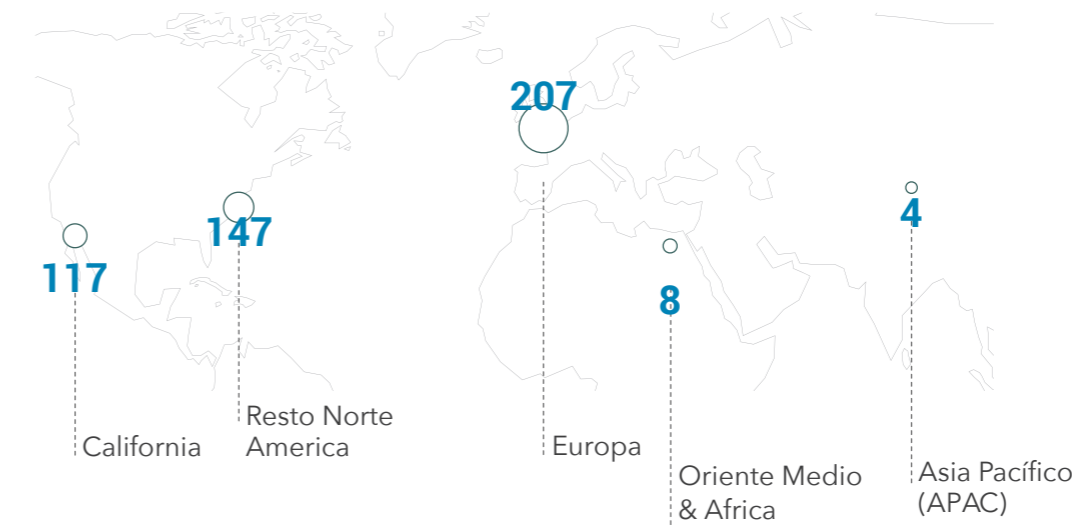 207
147
117
4
8
California
Resto Norte
America
Europa
Oriente Medio
& Africa
Asia Pacífico
(APAC)